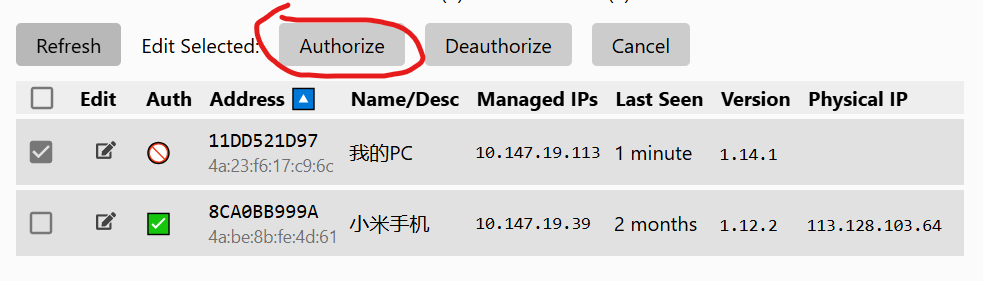 Refresh Edit Selected: Authorize Deauthorize Cancel
Edit Auth Address Name/Desc Managed IPs Last Seen Version Physical IP
11DD521D97
4a:23:f6:17:c9:6c 我的PC 10.147.19.113 1 minute 1.14.1
8CA0BB999A
4a:be:8b:fe:4d:61 小米手机 10.147.19.39 2 months 1.12.2 113.128.103.64